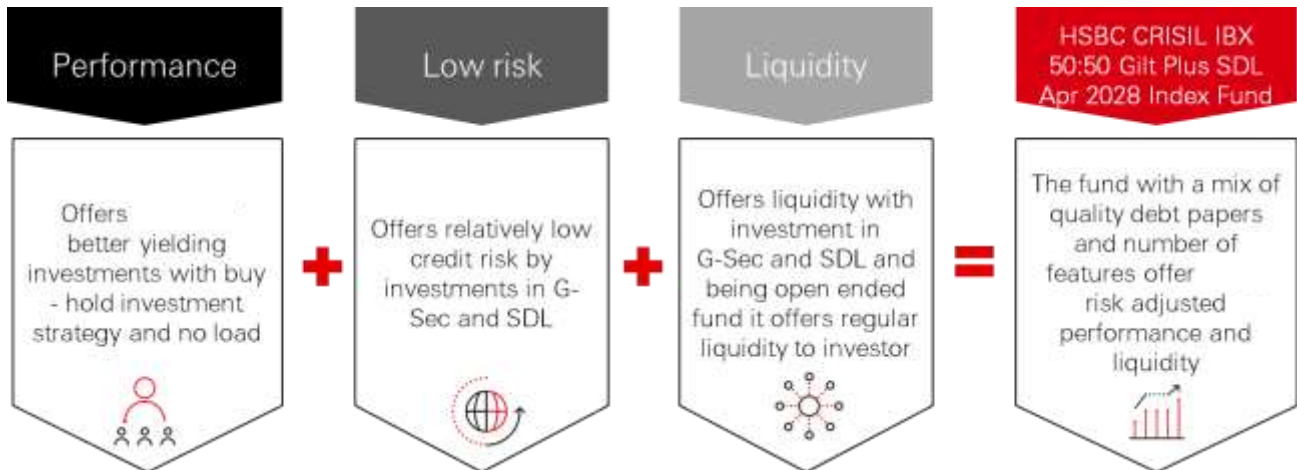 Performance
Offers
better yielding
investments with buy
- hold investment
strategy and no load
Low risk
Offers relatively low
credit risk by
investments in G-
Sec and SDL
Liquidity
Offers liquidity with
investment in
G-Sec and SDL and
being open ended
fund it offers regular
liquidity to investor
HSBC CRISIL IBX
50:50 Gilt Plus SDL
Apr 2028 Index Fund
The fund with a mix of
quality debt papers
and number of
features offer
risk adjusted
performance and
liquidity